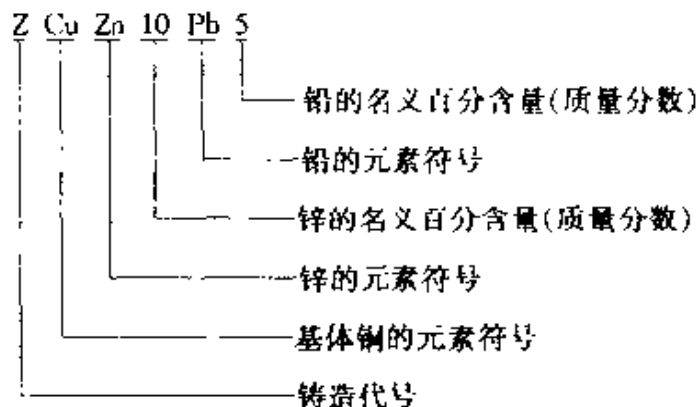 Z Cu Zn 10 Pb 5
铅的名义百分含量(质量分数)
铅的元素符号
锌的名义百分含量(质量分数)
锌的元素符号
基体铜的元素符号
铸造代号